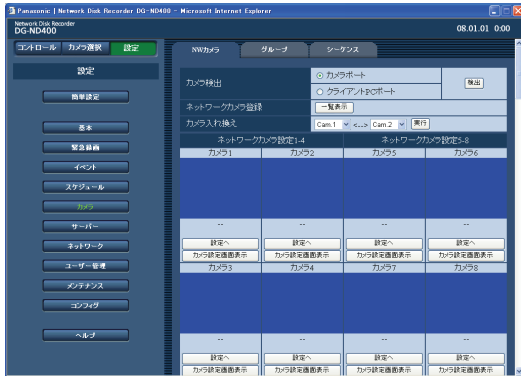 Panasonic | Network Disk Recorder DG-ND400 - Microsoft Internet Explorer
Network Disk Recorder
DG-ND400
08.01.01 0:00
コントロール カメラ選択 設定
NWカメラ グループ シーケンス
設定
簡単設定
基本
緊急録画
イベント
スケジュール
カメラ
サーバー
ネットワーク
ユーザー管理
メンテナンス
コンフィグ
ヘルプ
カメラ検出 カメラポート 検出
クライアントPCポート
ネットワークカメラ登録 一覧表示
カメラ入れ換え Cam.1 <...> Cam.2 実行
ネットワークカメラ設定1-4 ネットワークカメラ設定5-8
カメラ1 カメラ2 カメラ5 カメラ6
-- -- -- --
設定へ 設定へ 設定へ 設定へ
カメラ設定画面表示 カメラ設定画面表示 カメラ設定画面表示 カメラ設定画面表示
カメラ3 カメラ4 カメラ7 カメラ8
-- -- -- --
設定へ 設定へ 設定へ 設定へ
カメラ設定画面表示 カメラ設定画面表示 カメラ設定画面表示 カメラ設定画面表示